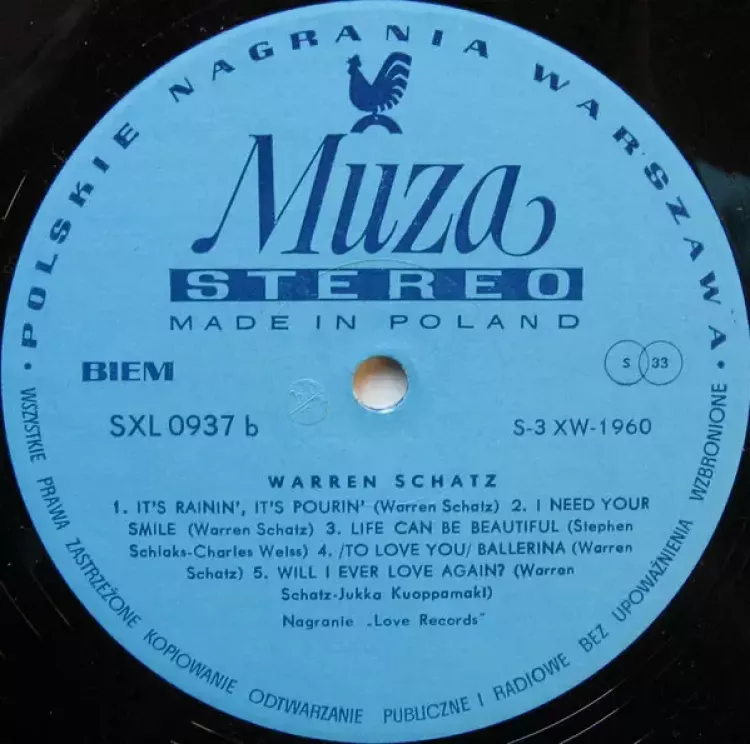 POLSKIE NAGRANIA WARSZAWA
Muza
STEREO
MADE IN POLAND
BIEM
S 33
SXL 0937 b
S-3 XW-1960
WARREN SCHATZ
1. IT'S RAININ', IT'S POURIN' (Warren Schatz) 2. I NEED YOUR
SMILE (Warren Schatz) 3. LIFE CAN BE BEAUTIFUL (Stephen
Schlaks-Charles Welss) 4. /TO LOVE YOU/ BALLERINA (Warren
Schatz) 5. WILL I EVER LOVE AGAIN? (Warren
Schatz-Jukka Kuoppamakl)
Nagranie „Love Records"
WSZYSTKIE PRAWA ZASTRZEŻONE KOPIOWANIE ODTWARZANIE PUBLICZNE I RADIOWE BEZ UPOWAŻNIENIA WZBRONIONE